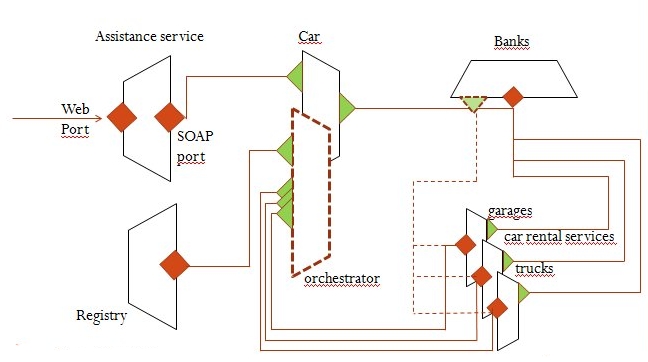 Assistance service
Car
Banks
Web
Port
SOAP
port
garages
car rental services
trucks
orchestrator
Registry